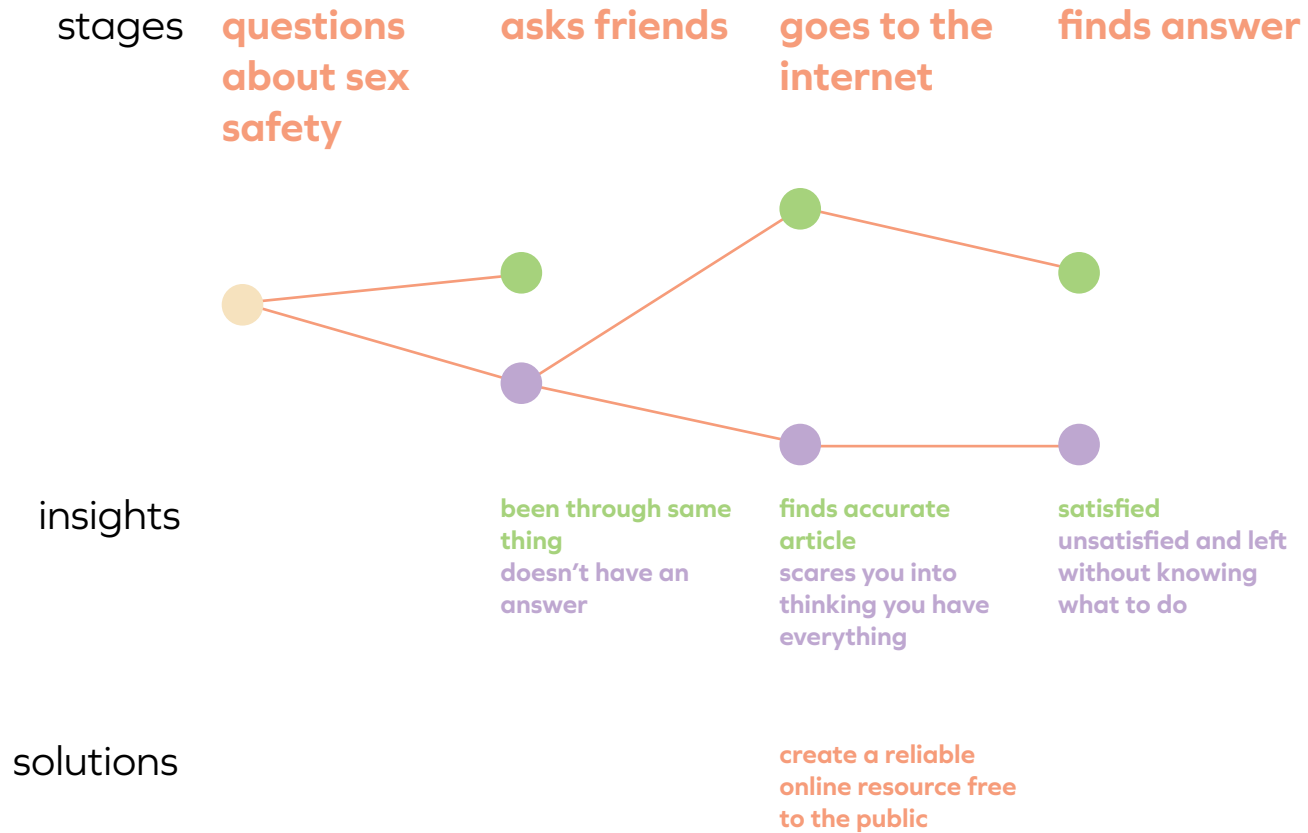 stages
questions
about sex
safety
asks friends
goes to the
internet
finds answer
insights
been through same
thing
doesn’t have an
answer
finds accurate
article
scares you into
thinking you have
everything
satisfied
unsatisfied and left
without knowing
what to do
solutions
create a reliable
online resource free
to the public